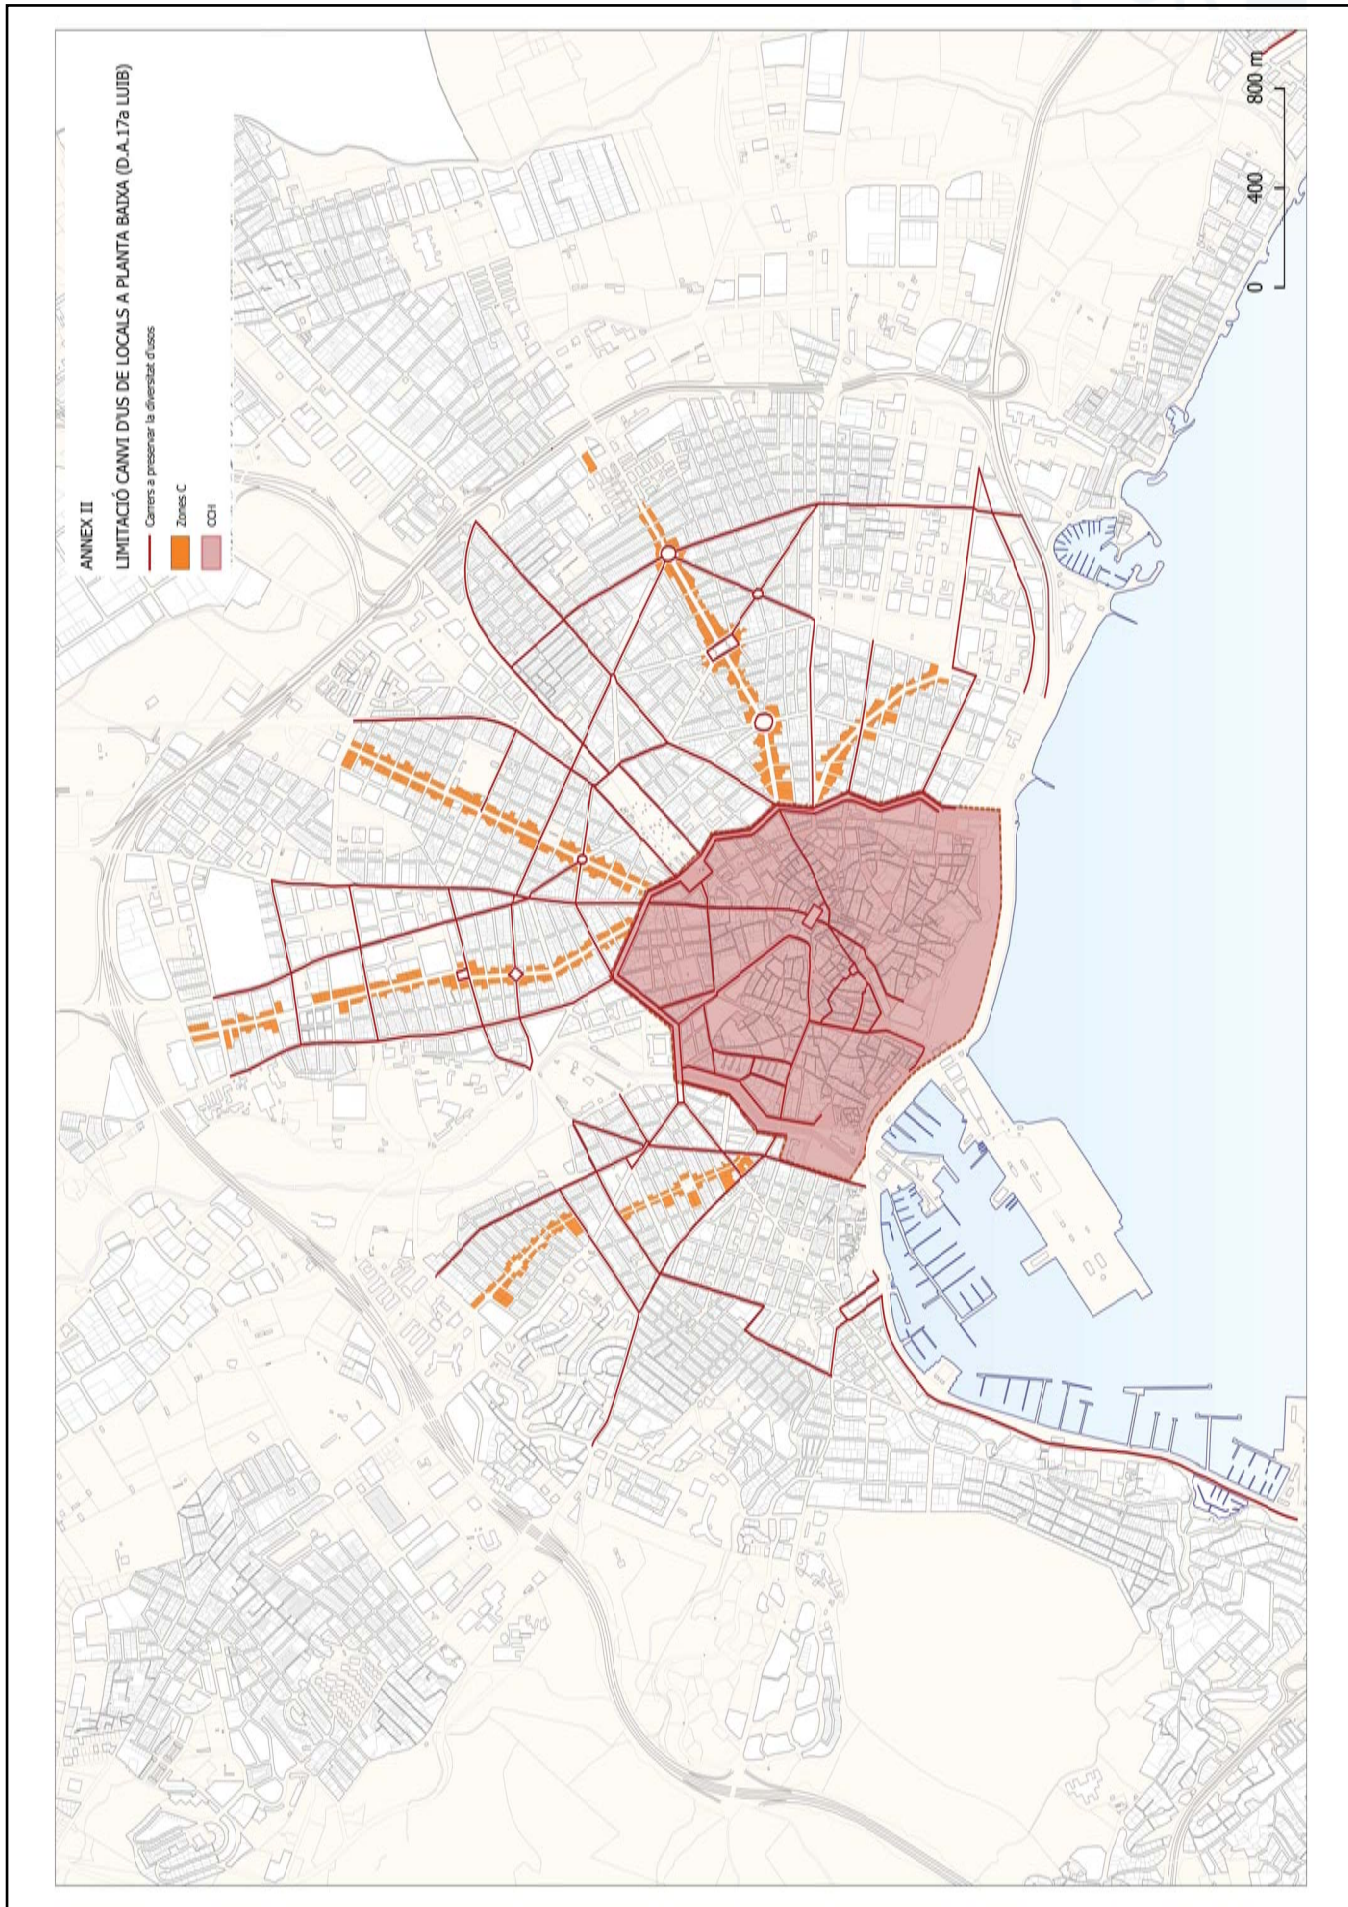 ANNEX II
LIMITACIÓ CANVI D'US DE LOCALS A PLANTA BAIXA (D.A.17a LUIB)
Carrers a preservar la diversitat d'usos
Zones C
CCH
0 400 800 m